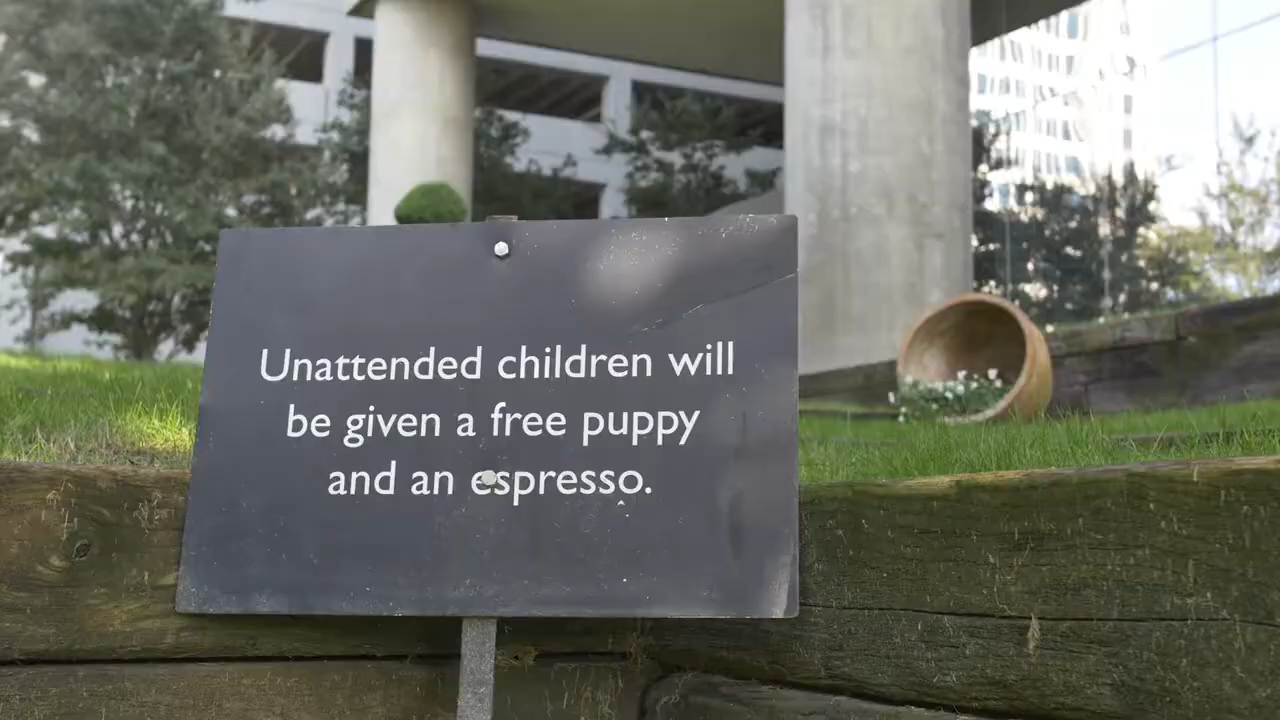 Unattended children will
be given a free puppy
and an espresso.